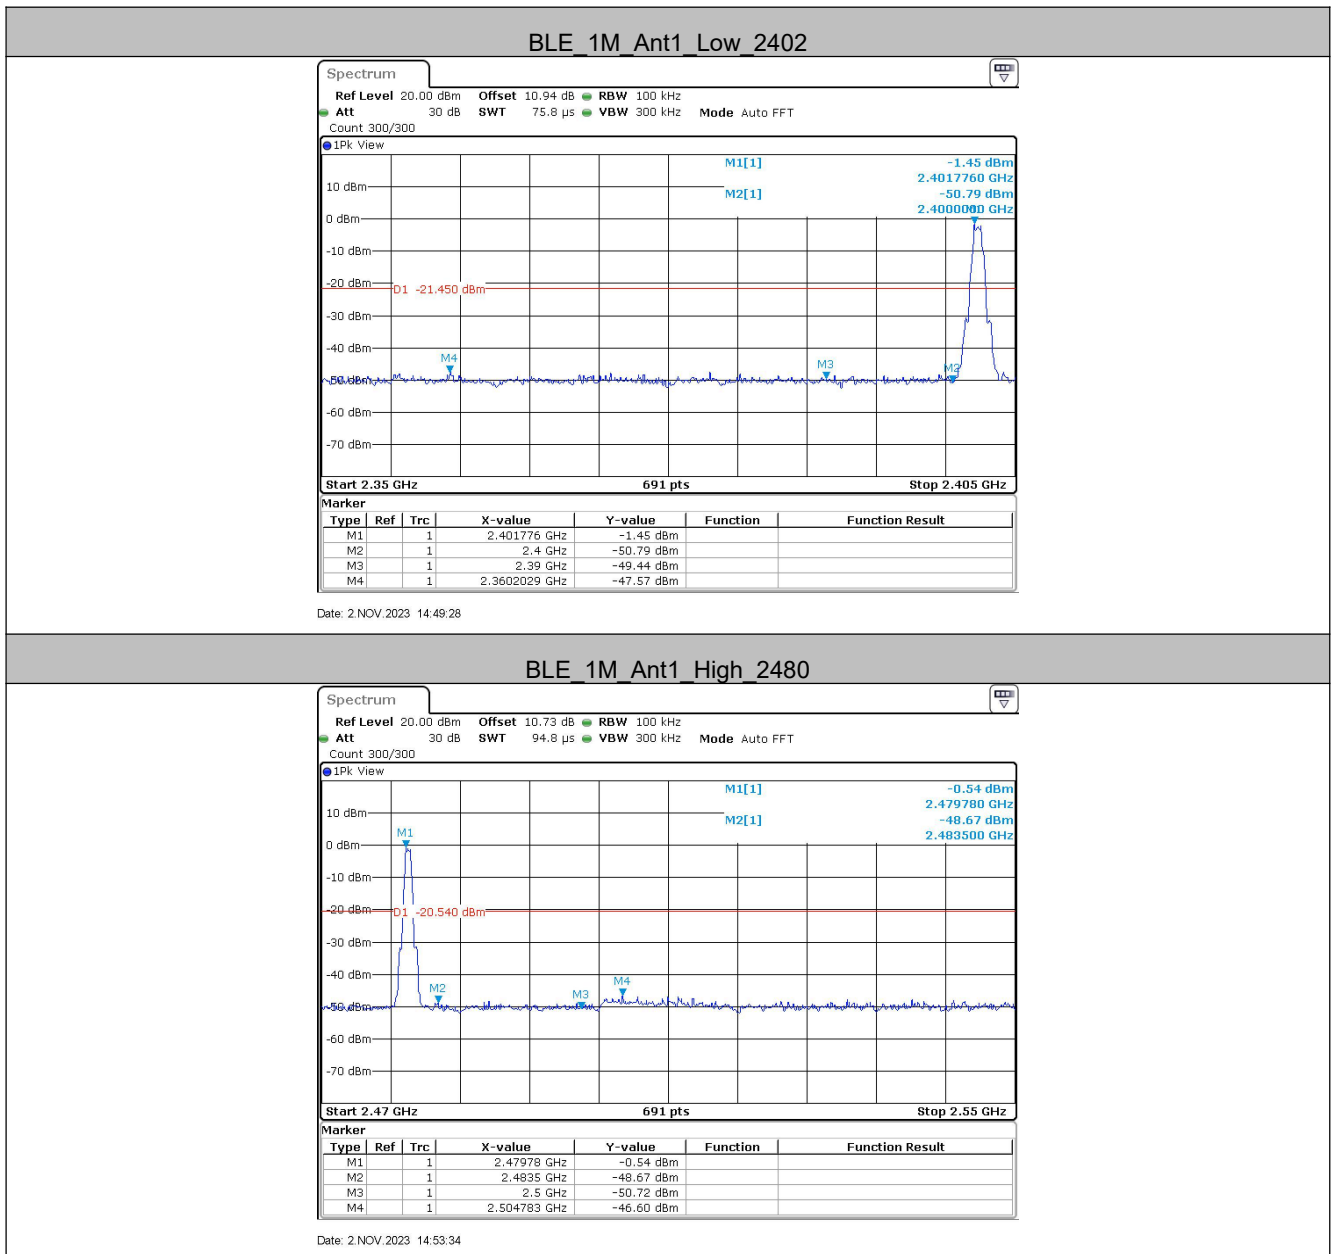 BLE_1M_Ant1_Low_2402
Spectrum
Ref Level 20.00 dBm Offset 10.94 dB RBW 100 kHz
Att 30 dB SWT 75.8 µs VBW 300 kHz Mode Auto FFT
Count 300/300
1Pk View
M1[1] -1.45 dBm
2.4017760 GHz
10 dBm
M2[1] -50.79 dBm
2.4000000 GHz
M1
0 dBm
-10 dBm
-20 dBm
D1 -21.450 dBm
-30 dBm
-40 dBm
M4 M3 M2
-50 dBm
-60 dBm
-70 dBm
Start 2.35 GHz 691 pts Stop 2.405 GHz
Marker
Type Ref Trc X-value Y-value Function Function Result
M1 1 2.401776 GHz -1.45 dBm
M2 1 2.4 GHz -50.79 dBm
M3 1 2.39 GHz -49.44 dBm
M4 1 2.3602029 GHz -47.57 dBm
Date: 2.NOV.2023 14:49:28
BLE_1M_Ant1_High_2480
Spectrum
Ref Level 20.00 dBm Offset 10.73 dB RBW 100 kHz
Att 30 dB SWT 94.8 µs VBW 300 kHz Mode Auto FFT
Count 300/300
1Pk View
M1[1] -0.54 dBm
2.479780 GHz
10 dBm
M2[1] -48.67 dBm
2.483500 GHz
M1
0 dBm
-10 dBm
-20 dBm
D1 -20.540 dBm
-30 dBm
-40 dBm
M2 M3 M4
-50 dBm
-60 dBm
-70 dBm
Start 2.47 GHz 691 pts Stop 2.55 GHz
Marker
Type Ref Trc X-value Y-value Function Function Result
M1 1 2.47978 GHz -0.54 dBm
M2 1 2.4835 GHz -48.67 dBm
M3 1 2.5 GHz -50.72 dBm
M4 1 2.504783 GHz -46.60 dBm
Date: 2.NOV.2023 14:53:34